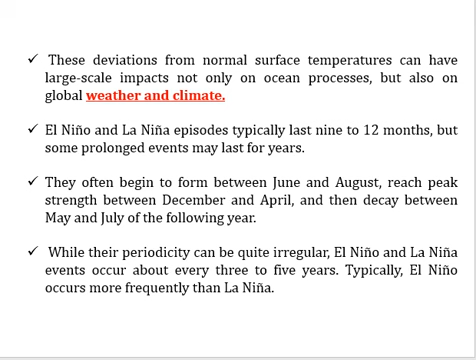 ✓ These deviations from normal surface temperatures can have
large-scale impacts not only on ocean processes, but also on
global weather and climate.
✓ El Niño and La Niña episodes typically last nine to 12 months, but
some prolonged events may last for years.
✓ They often begin to form between June and August, reach peak
strength between December and April, and then decay between
May and July of the following year.
✓ While their periodicity can be quite irregular, El Niño and La Niña
events occur about every three to five years. Typically, El Niño
occurs more frequently than La Niña.